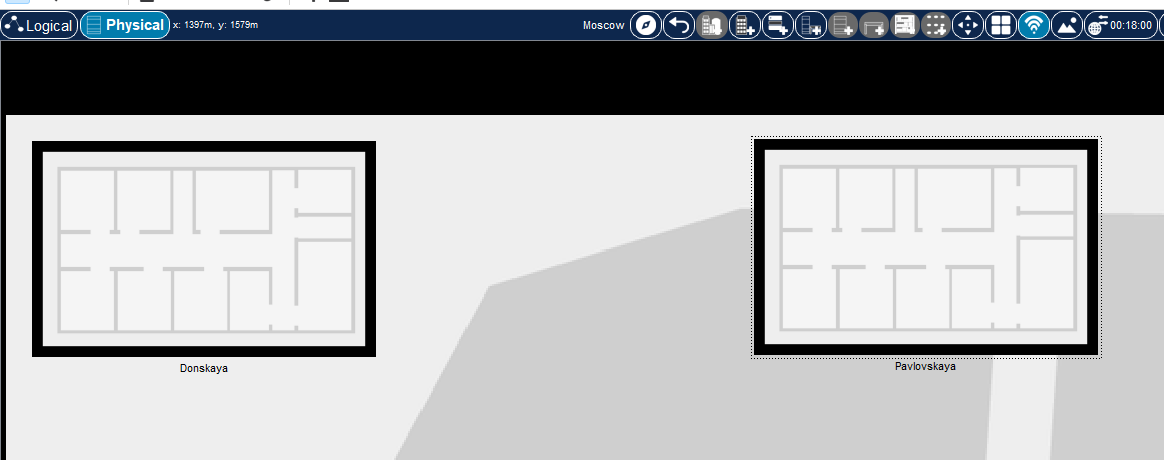 Logical Physical x: 1397m, y: 1579m Moscow 00:18:00
Donskaya
Pavlovskaya